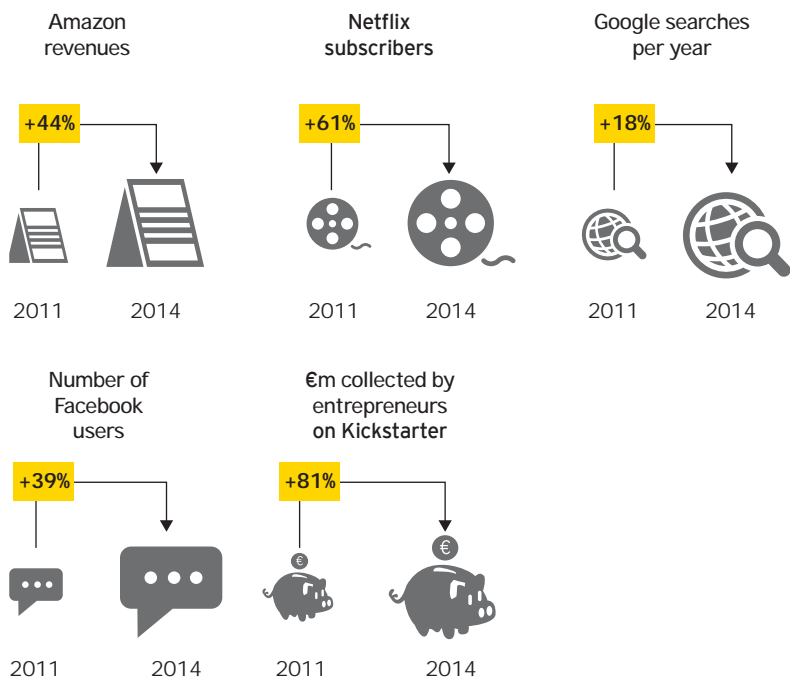 Amazon
revenues
+44%
2011
2014
Netflix
subscribers
+61%
2011
2014
Google searches
per year
+18%
2011
2014
Number of
Facebook
users
+39%
2011
2014
€m collected by
entrepreneurs
on Kickstarter
+81%
€
€
2011
2014